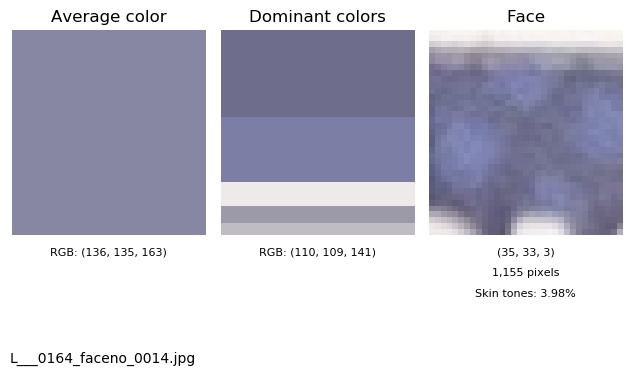 Average color
Dominant colors
Face
RGB: (136, 135, 163)
RGB: (110, 109, 141)
(35, 33, 3)
1,155 pixels
Skin tones: 3.98%
L___0164_faceno_0014.jpg